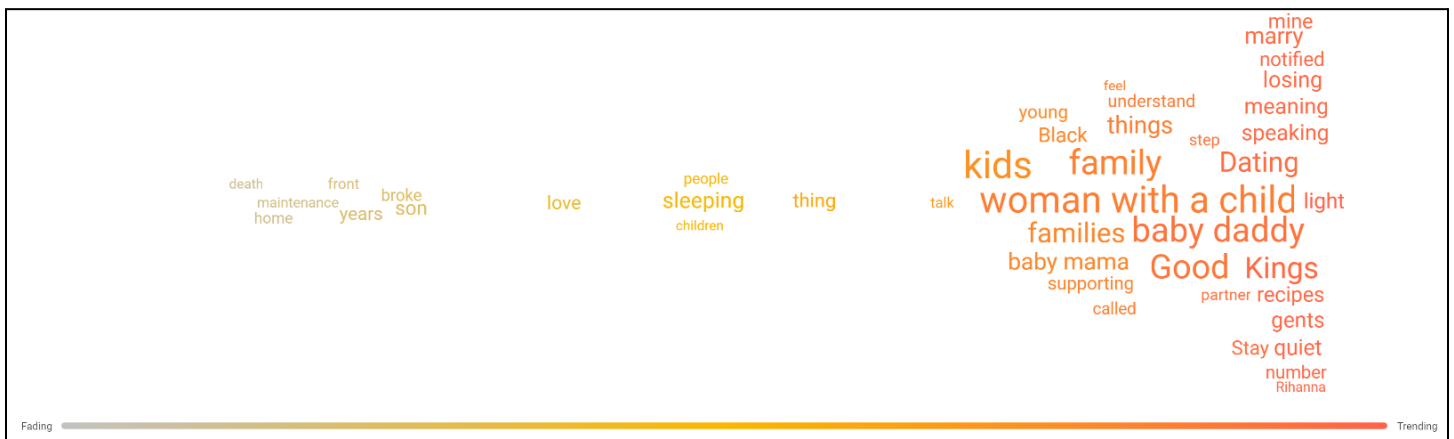 mine
marry
notified
losing
feel
understand
meaning
young
things
speaking
Black
step
kids
family
Dating
people
death
front
maintenance
broke
sleeping
love
thing
talk
woman with a child
light
home
years
son
children
families
baby daddy
baby mama
Good
Kings
supporting
partner
recipes
called
gents
Stay quiet
number
Rihanna
Fading
Trending